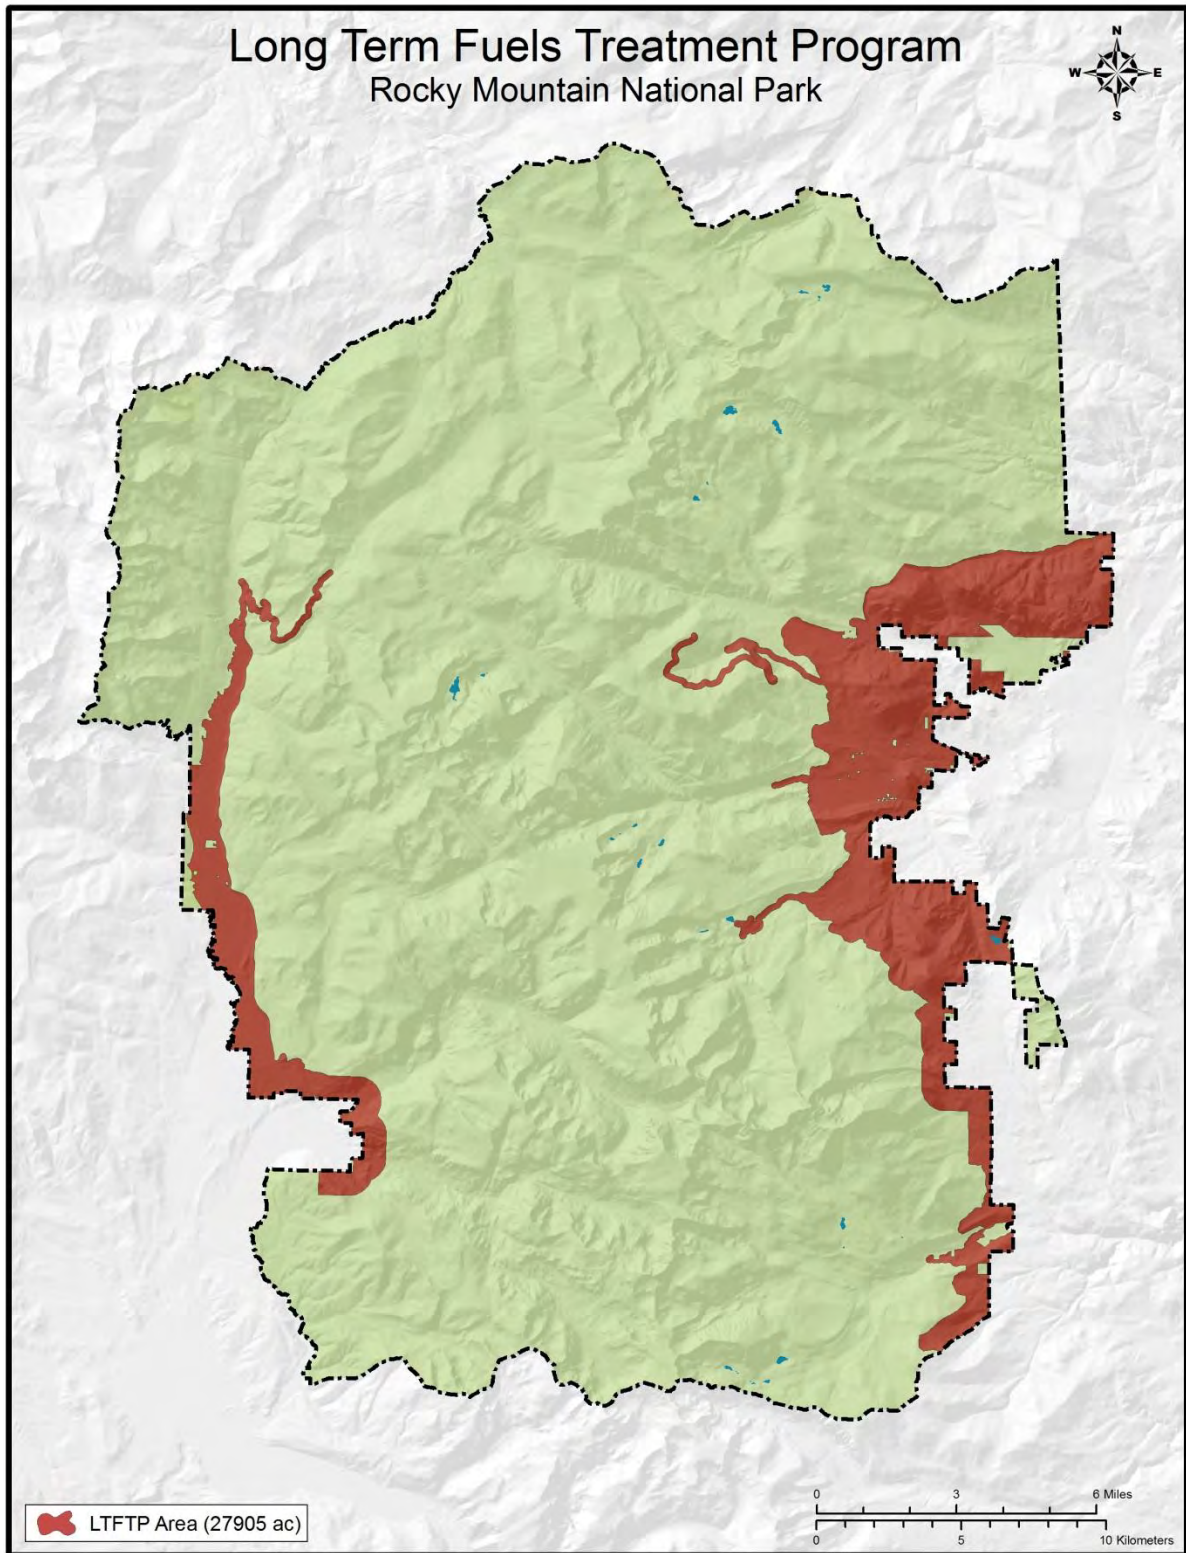 Long Term Fuels Treatment Program
Rocky Mountain National Park
N
W E
S
LTFTP Area (27905 ac)
0 3 6 Miles
0 5 10 Kilometers